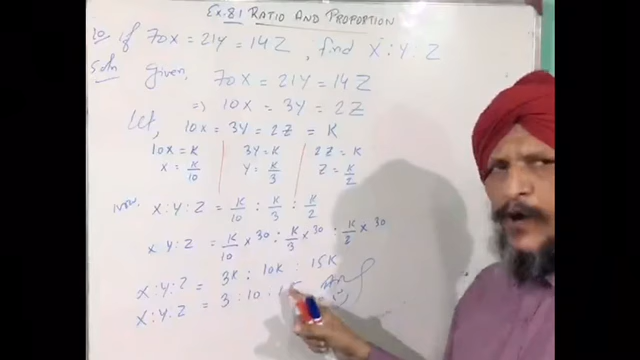 Ex. 8.1 RATIO AND PROPORTION
10. If 70X = 21Y = 14Z , find X : Y : Z
Soln Given, 70X = 21Y = 14Z
⇒ 10X = 3Y = 2Z
Let, 10X = 3Y = 2Z = K
10X = K 3Y = K 2Z = K
X = K/10 Y = K/3 Z = K/2
Now, X : Y : Z = K/10 : K/3 : K/2
X : Y : Z = K/10 × 30 : K/3 × 30 : K/2 × 30
X : Y : Z = 3K : 10K : 15K
X : Y : Z = 3 : 10 : Ans